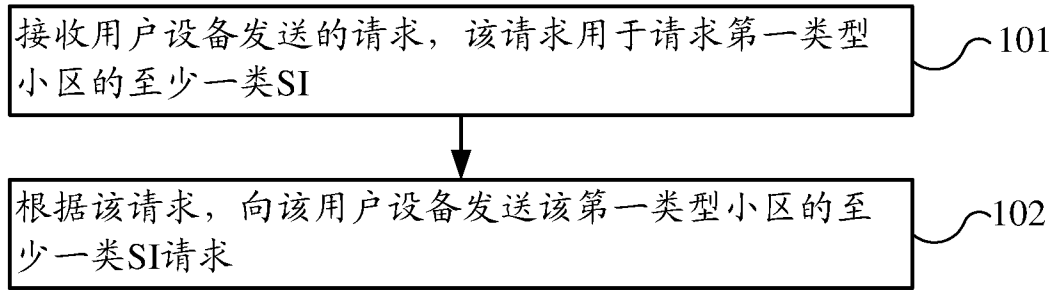 接收用户设备发送的请求，该请求用于请求第一类型
小区的至少一类SI
101
根据该请求，向该用户设备发送该第一类型小区的至
少一类SI请求
102